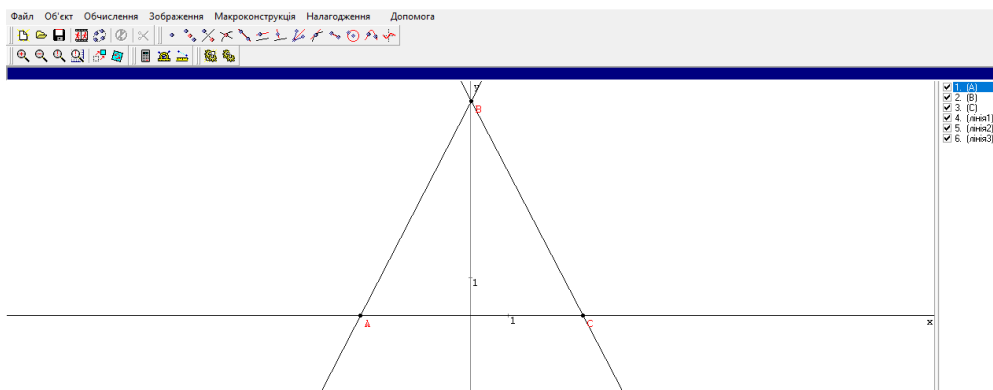 Файл Об'єкт Обчислення Зображення Макроконструкція Налагодження Допомога
y
B
1
A
1
C
x
1. (A)
2. (B)
3. (C)
4. (лінія1)
5. (лінія2)
6. (лінія3)